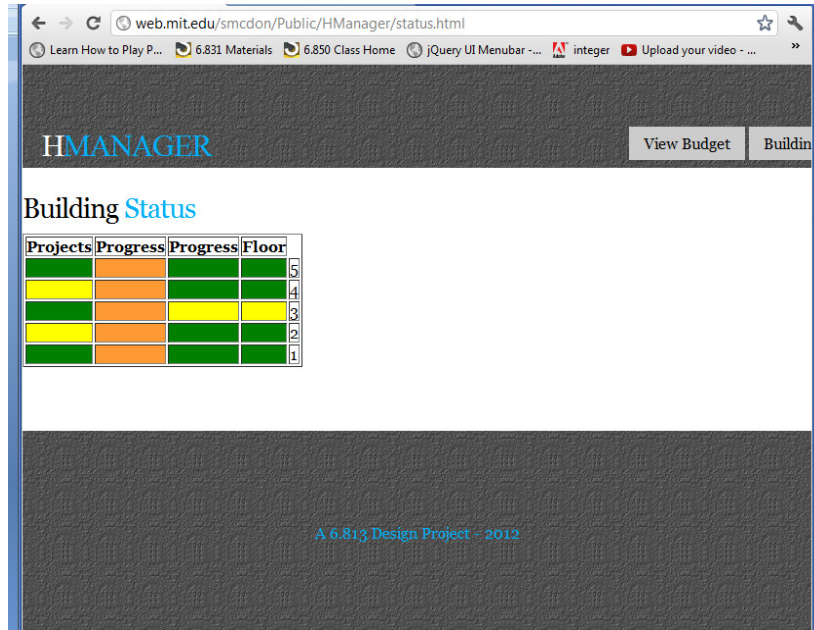 web.mit.edu/smcdon/Public/HManager/status.html
Learn How to Play P... 6.831 Materials 6.850 Class Home jQuery UI Menubar -... Adobe integer Upload your video - ... »
HMANAGER View Budget Buildin
Building Status
Projects Progress Progress Floor
5
4
3
2
1
A 6.813 Design Project - 2012